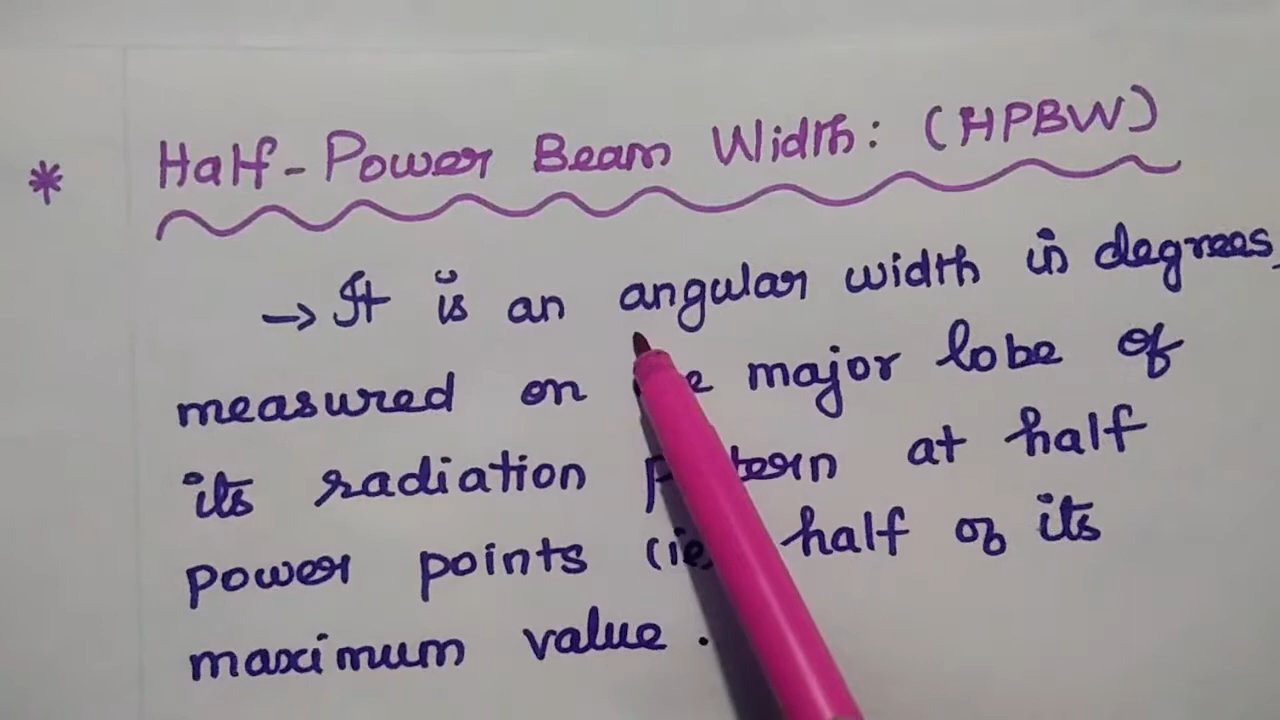 * Half-Power Beam Width: (HPBW)
→ It is an angular width in degrees,
measured on major lobe of
its radiation at half
power points (ie) half of its
maximum value.